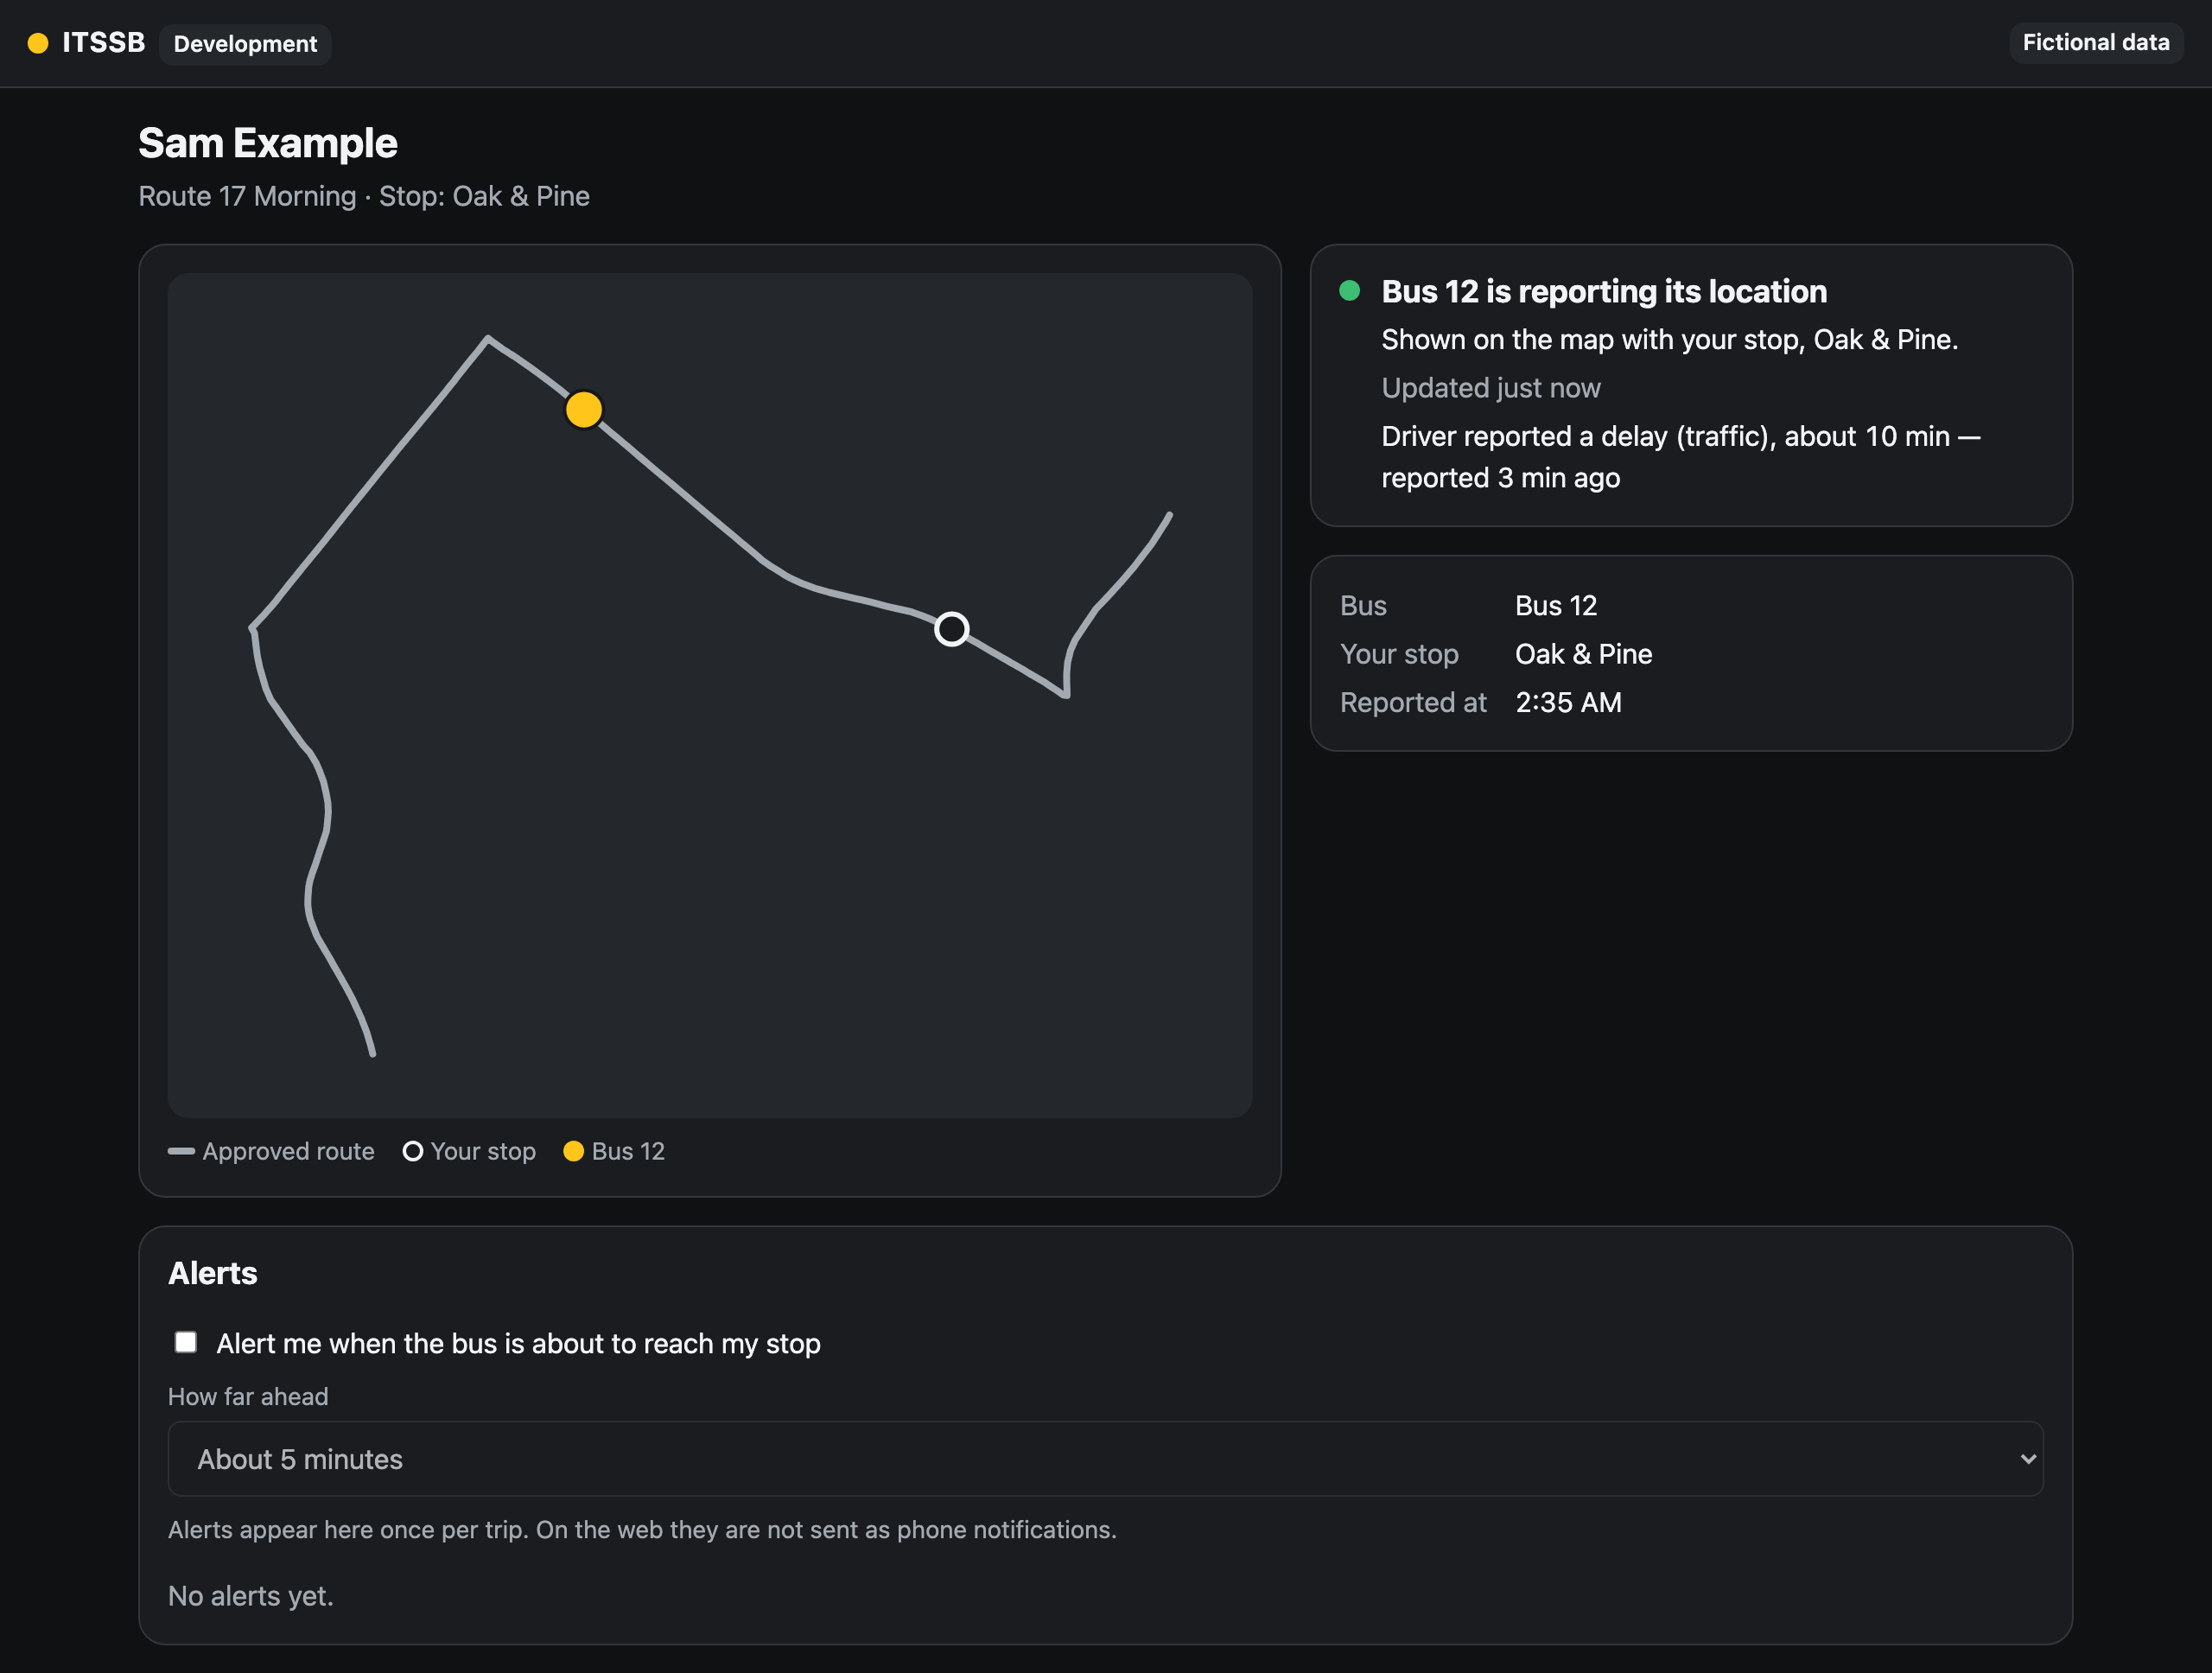 ITSSB Development
Fictional data
Sam Example
Route 17 Morning · Stop: Oak & Pine
Approved route
Your stop
Bus 12
Bus 12 is reporting its location
Shown on the map with your stop, Oak & Pine.
Updated just now
Driver reported a delay (traffic), about 10 min —
reported 3 min ago
Bus Bus 12
Your stop Oak & Pine
Reported at 2:35 AM
Alerts
Alert me when the bus is about to reach my stop
How far ahead
About 5 minutes
Alerts appear here once per trip. On the web they are not sent as phone notifications.
No alerts yet.